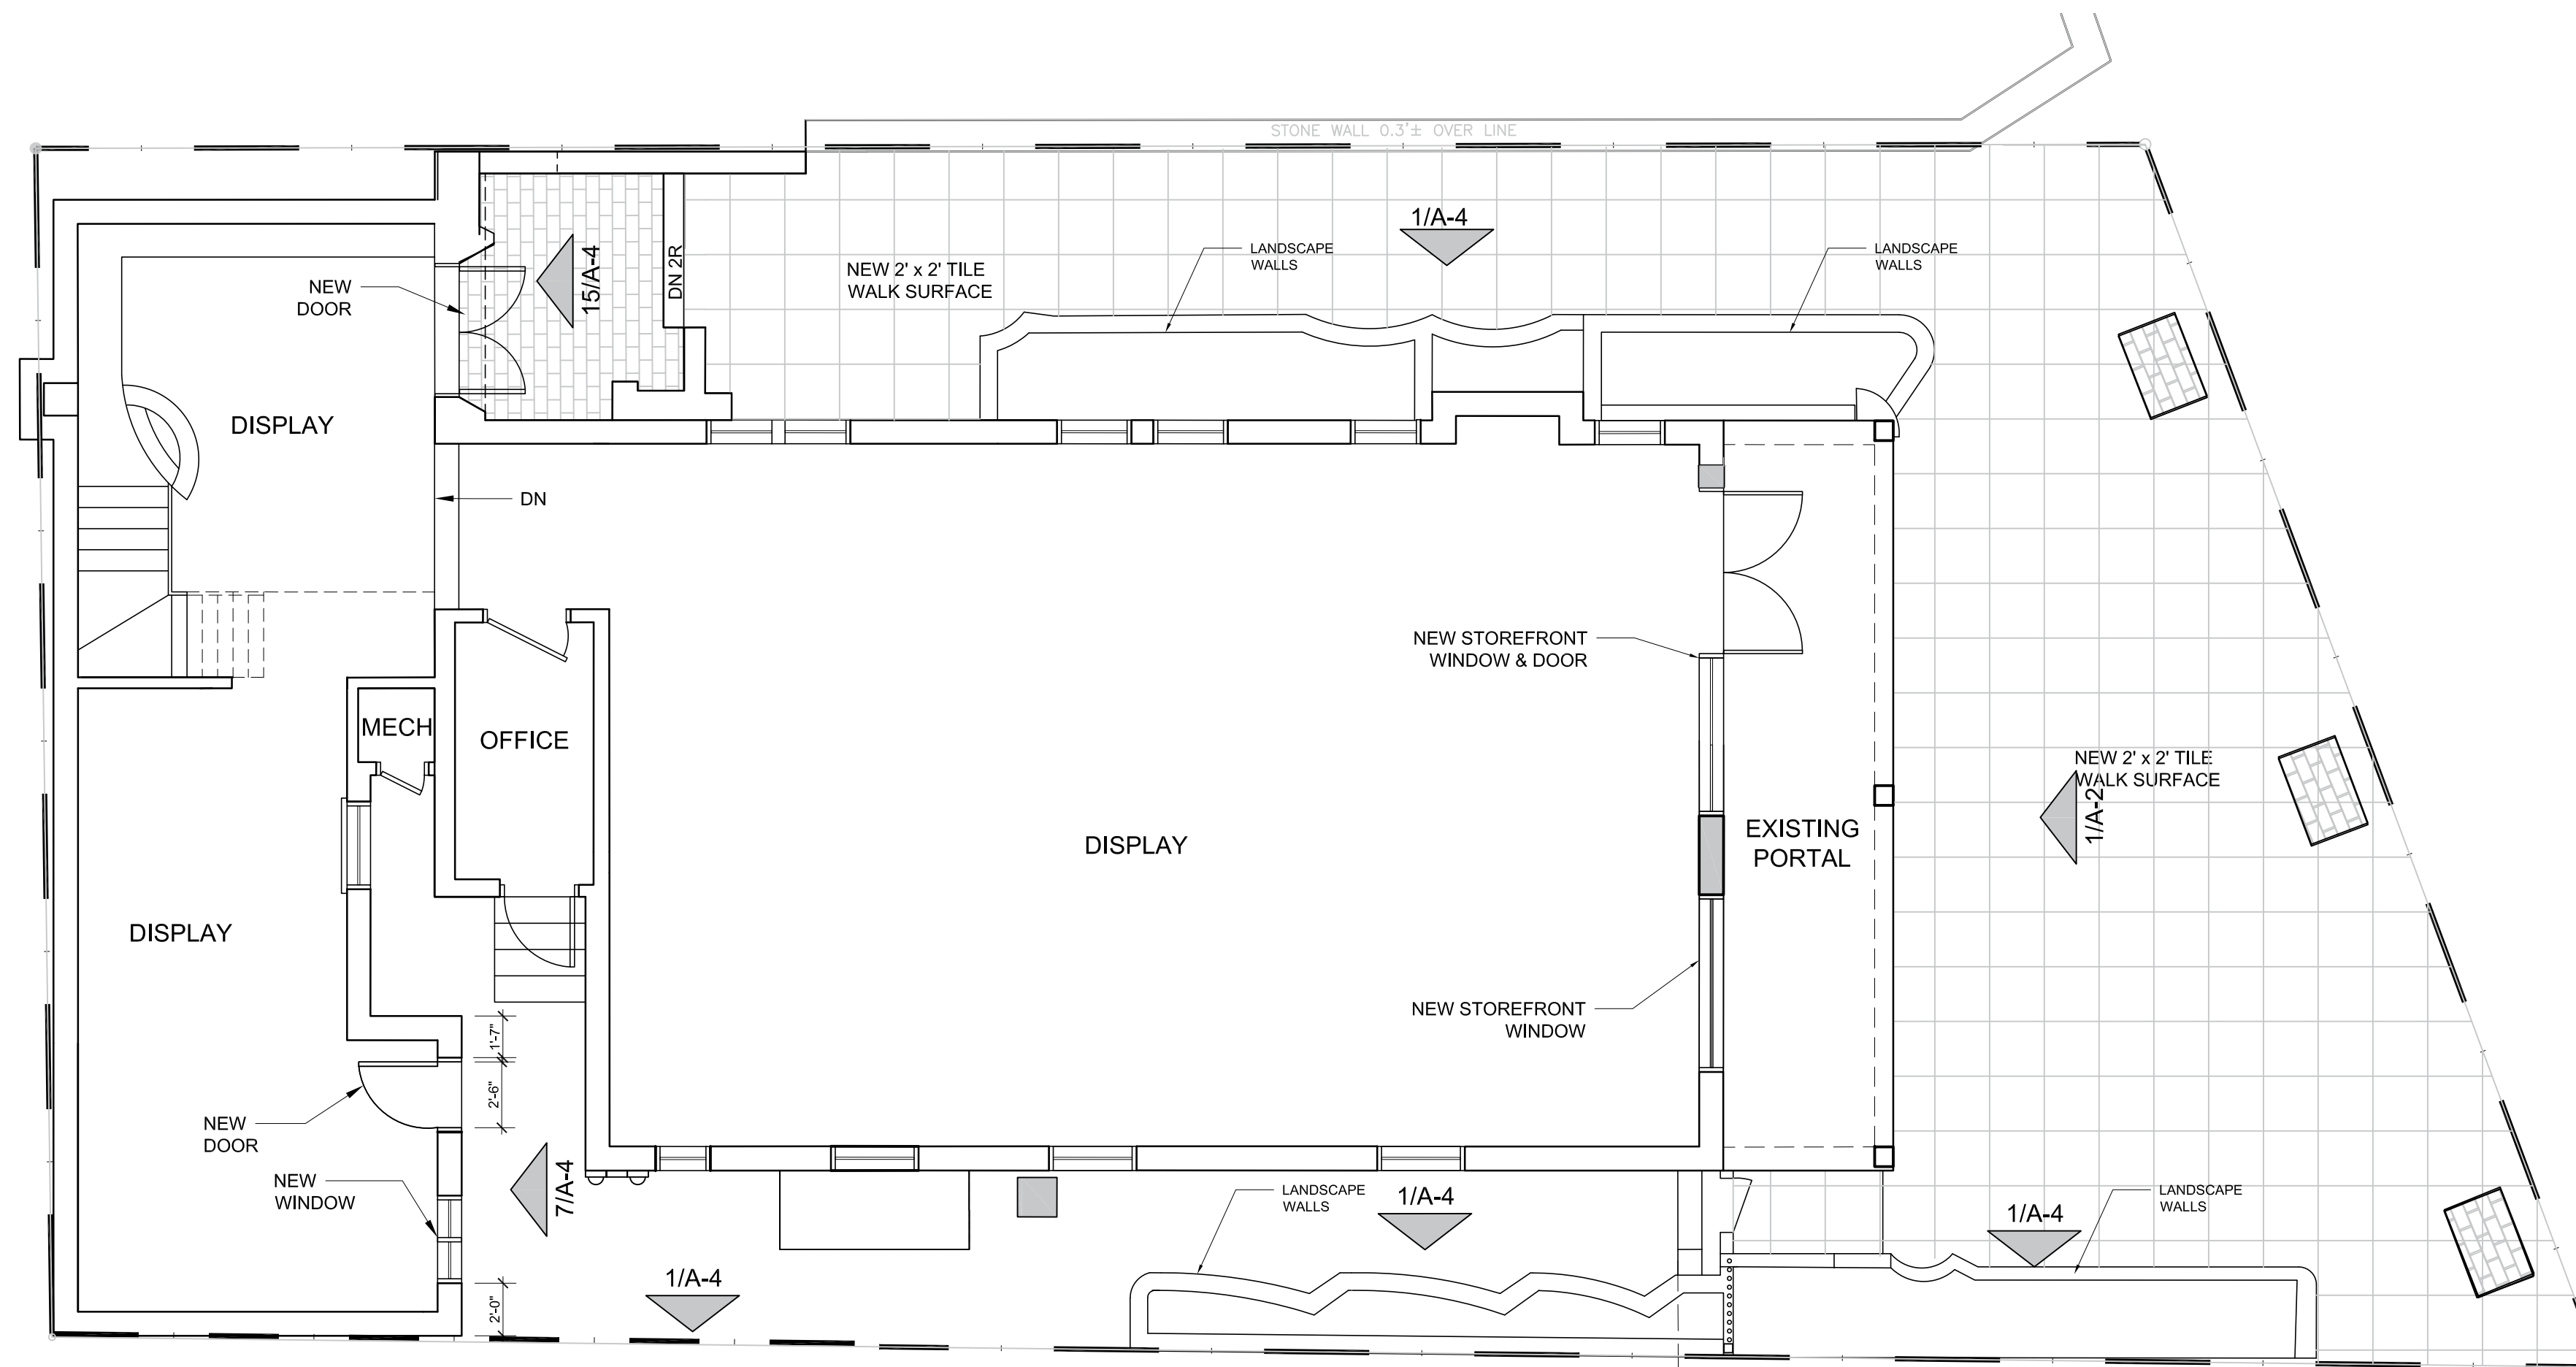 STONE WALL 0.3'± OVER LINE
1/A-4
LANDSCAPE
WALLS
LANDSCAPE
WALLS
NEW 2' x 2' TILE
WALK SURFACE
15/A-4
DN 2R
NEW
DOOR
DISPLAY
DN
NEW STOREFRONT
WINDOW & DOOR
MECH
OFFICE
NEW 2' x 2' TILE
WALK SURFACE
1/A-2
EXISTING
PORTAL
DISPLAY
DISPLAY
NEW STOREFRONT
WINDOW
1'-7"
2'-6"
NEW
DOOR
7/A-4
NEW
WINDOW
LANDSCAPE
WALLS
1/A-4
LANDSCAPE
WALLS
1/A-4
1/A-4
2'-0"